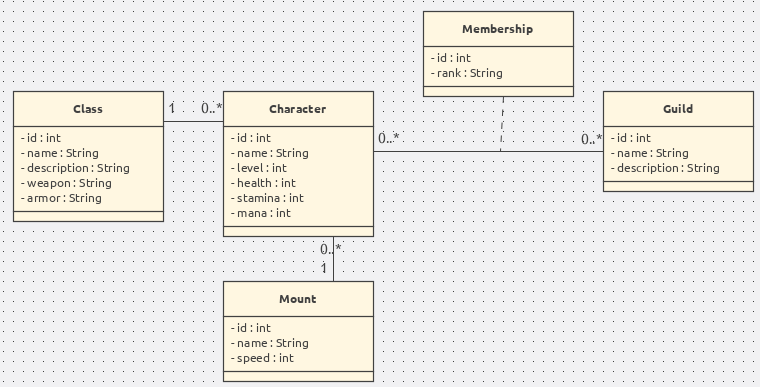 Membership
- id : int
- rank : String
Class
- id : int
- name : String
- description : String
- weapon : String
- armor : String
1
0..*
Character
- id : int
- name : String
- level : int
- health : int
- stamina : int
- mana : int
0..*
0..*
Guild
- id : int
- name : String
- description : String
0..*
1
Mount
- id : int
- name : String
- speed : int